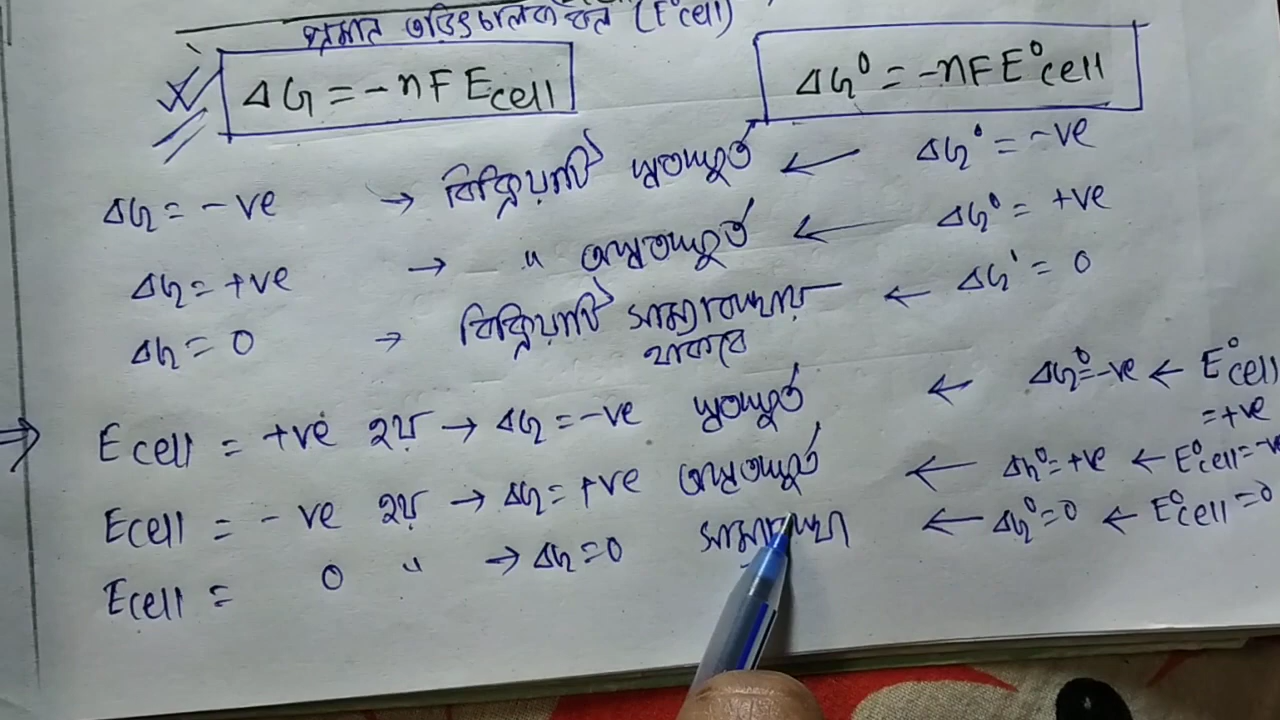 প্রমান তড়িৎচালক বল (E°cell)
ΔG = -nFEcell    ΔG° = -nFE°cell
ΔG = -ve → বিক্রিয়াটি স্বতঃস্ফূর্ত ← ΔG° = -ve
ΔG = +ve → " অস্বতঃস্ফূর্ত ← ΔG° = +ve
ΔG = 0 → বিক্রিয়াটি সাম্যাবস্থায় থাকবে ← ΔG° = 0
⇒ Ecell = +ve হয় → ΔG = -ve স্বতঃস্ফূর্ত ← ΔG° = -ve ← E°cell = +ve
Ecell = -ve হয় → ΔG = +ve অস্বতঃস্ফূর্ত ← ΔG° = +ve ← E°cell = -ve
Ecell = 0 " → ΔG = 0 সাম্যাবস্থা ← ΔG° = 0 ← E°cell = 0